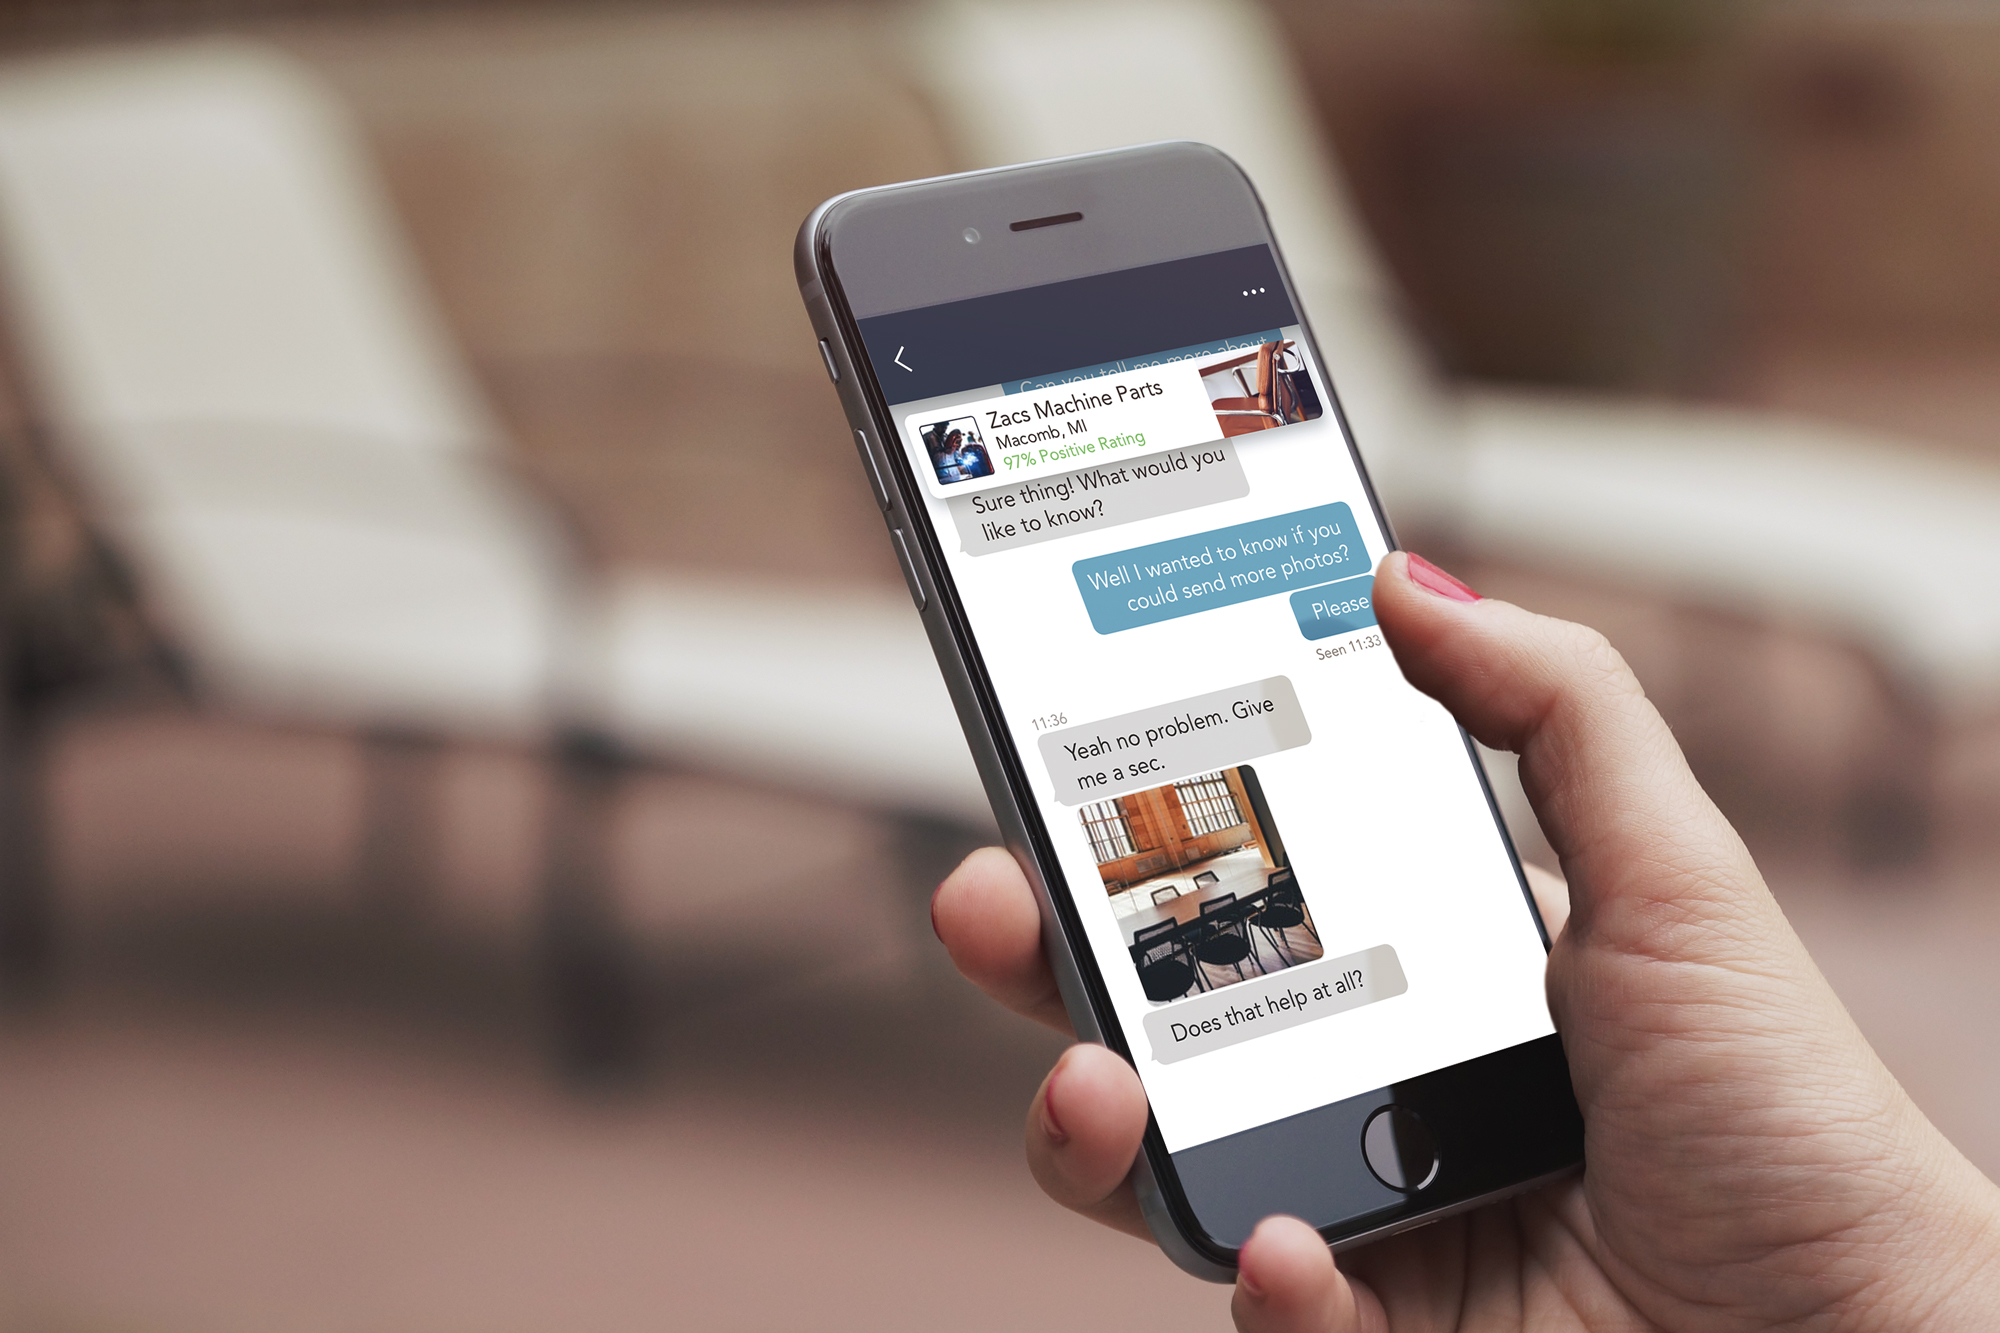 Can you tell me more about
Zacs Machine Parts
Macomb, MI
97% Positive Rating
Sure thing! What would you
like to know?
Well I wanted to know if you
could send more photos?
Please
Seen 11:33
11:36
Yeah no problem. Give
me a sec.
Does that help at all?